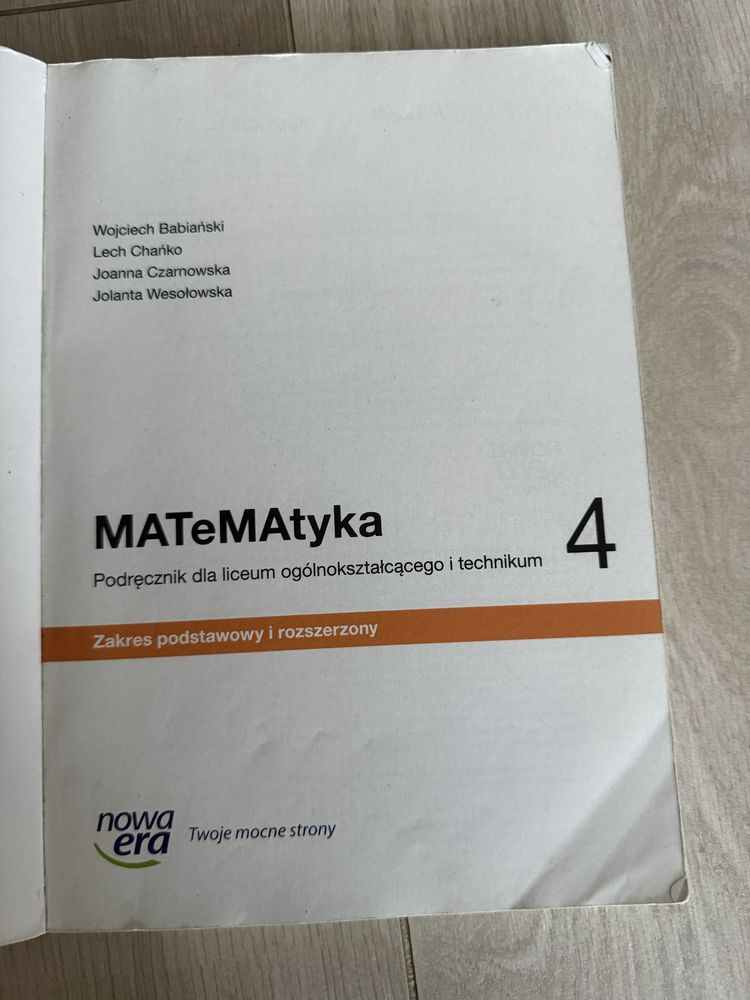 Wojciech Babiański
Lech Chańko
Joanna Czarnowska
Jolanta Wesołowska
MATeMAtyka 4
Podręcznik dla liceum ogólnokształcącego i technikum
Zakres podstawowy i rozszerzony
nowa
era
Twoje mocne strony